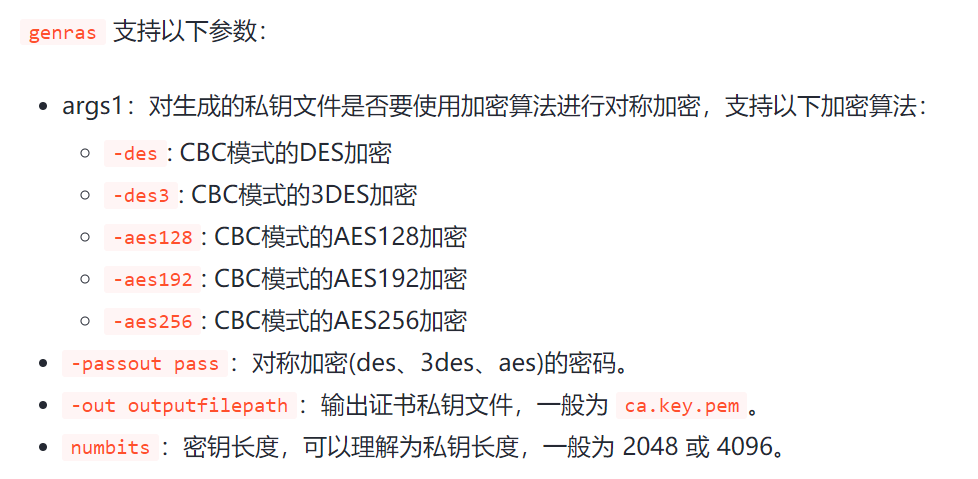 genras 支持以下参数：
args1：对生成的私钥文件是否要使用加密算法进行对称加密，支持以下加密算法：
-des：CBC模式的DES加密
-des3：CBC模式的3DES加密
-aes128：CBC模式的AES128加密
-aes192：CBC模式的AES192加密
-aes256：CBC模式的AES256加密
-passout pass：对称加密(des、3des、aes)的密码。
-out outputfilepath：输出证书私钥文件，一般为 ca.key.pem。
numbits：密钥长度，可以理解为私钥长度，一般为 2048 或 4096。